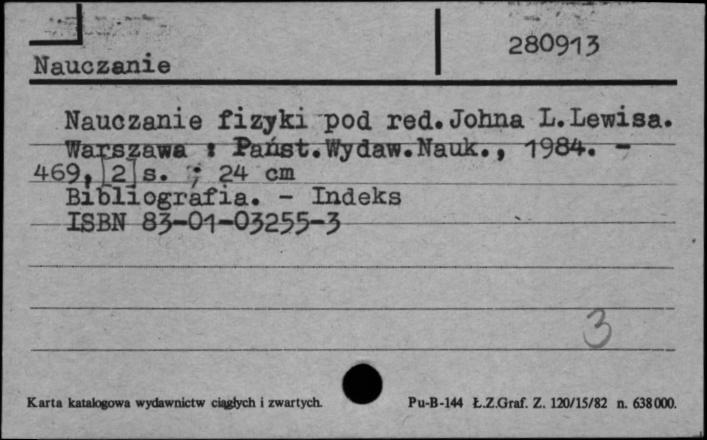 280913
Nauczanie
Nauczanie fizyki pod red. Johna L. Lewisa.
Warszawa : Państ. Wydaw. Nauk., 1984. -
469, [2] s. ; 24 cm
Bibliografia. - Indeks
ISBN 83-01-03255-3
3
Karta katalogowa wydawnictw ciągłych i zwartych.
Pu-B-144 Ł.Z.Graf. Z. 120/15/82 n. 638000.